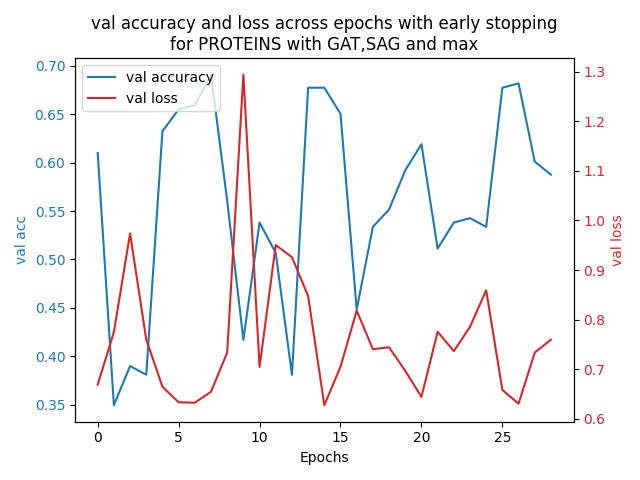 val accuracy and loss across epochs with early stopping
for PROTEINS with GAT,SAG and max
val accuracy
val loss
0.70
0.65
0.60
0.55
0.50
0.45
0.40
0.35
val acc
1.3
1.2
1.1
1.0
0.9
0.8
0.7
0.6
val loss
0 5 10 15 20 25
Epochs